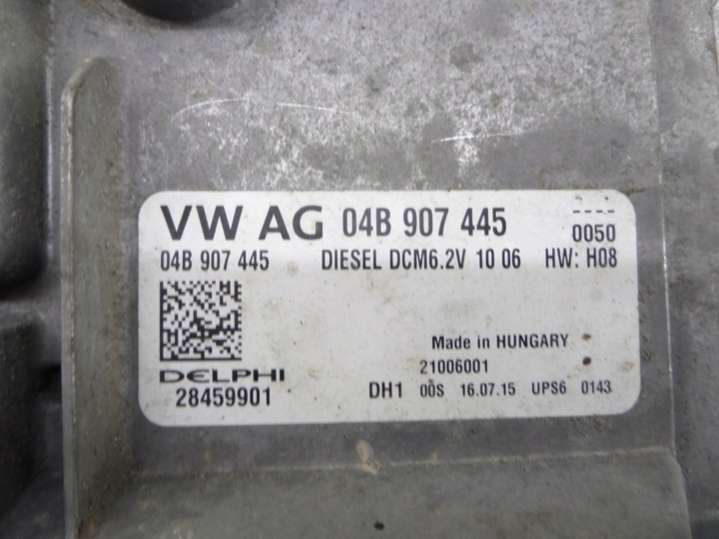 VW AG 04B 907 445 ----
0050
04B 907 445 DIESEL DCM6.2V 10 06 HW: H08
Made in HUNGARY
21006001
DELPHI
28459901 DH1 00S 16.07.15 UPS6 0143